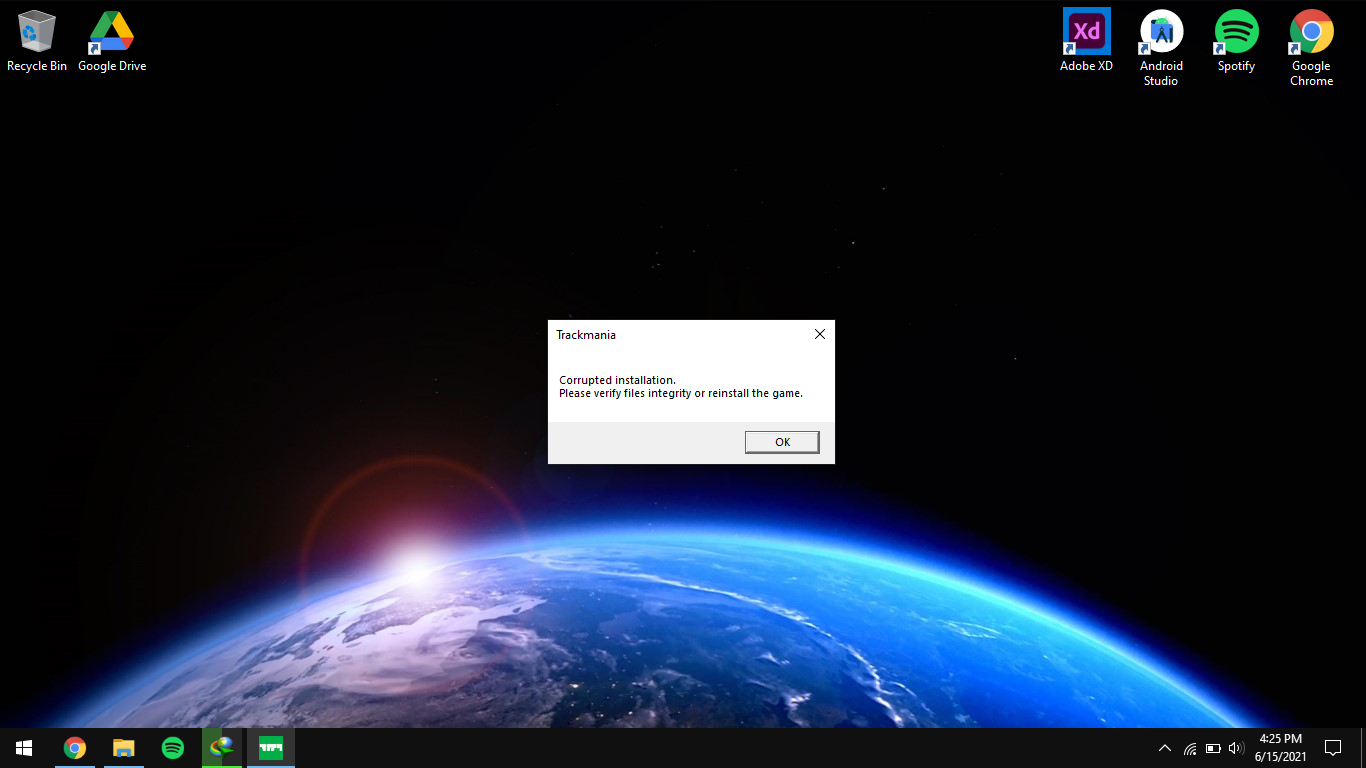 Recycle Bin
Google Drive
Xd
Adobe XD
Android
Studio
Spotify
Google
Chrome
Trackmania
Corrupted installation.
Please verify files integrity or reinstall the game.
OK
4:25 PM
6/15/2021